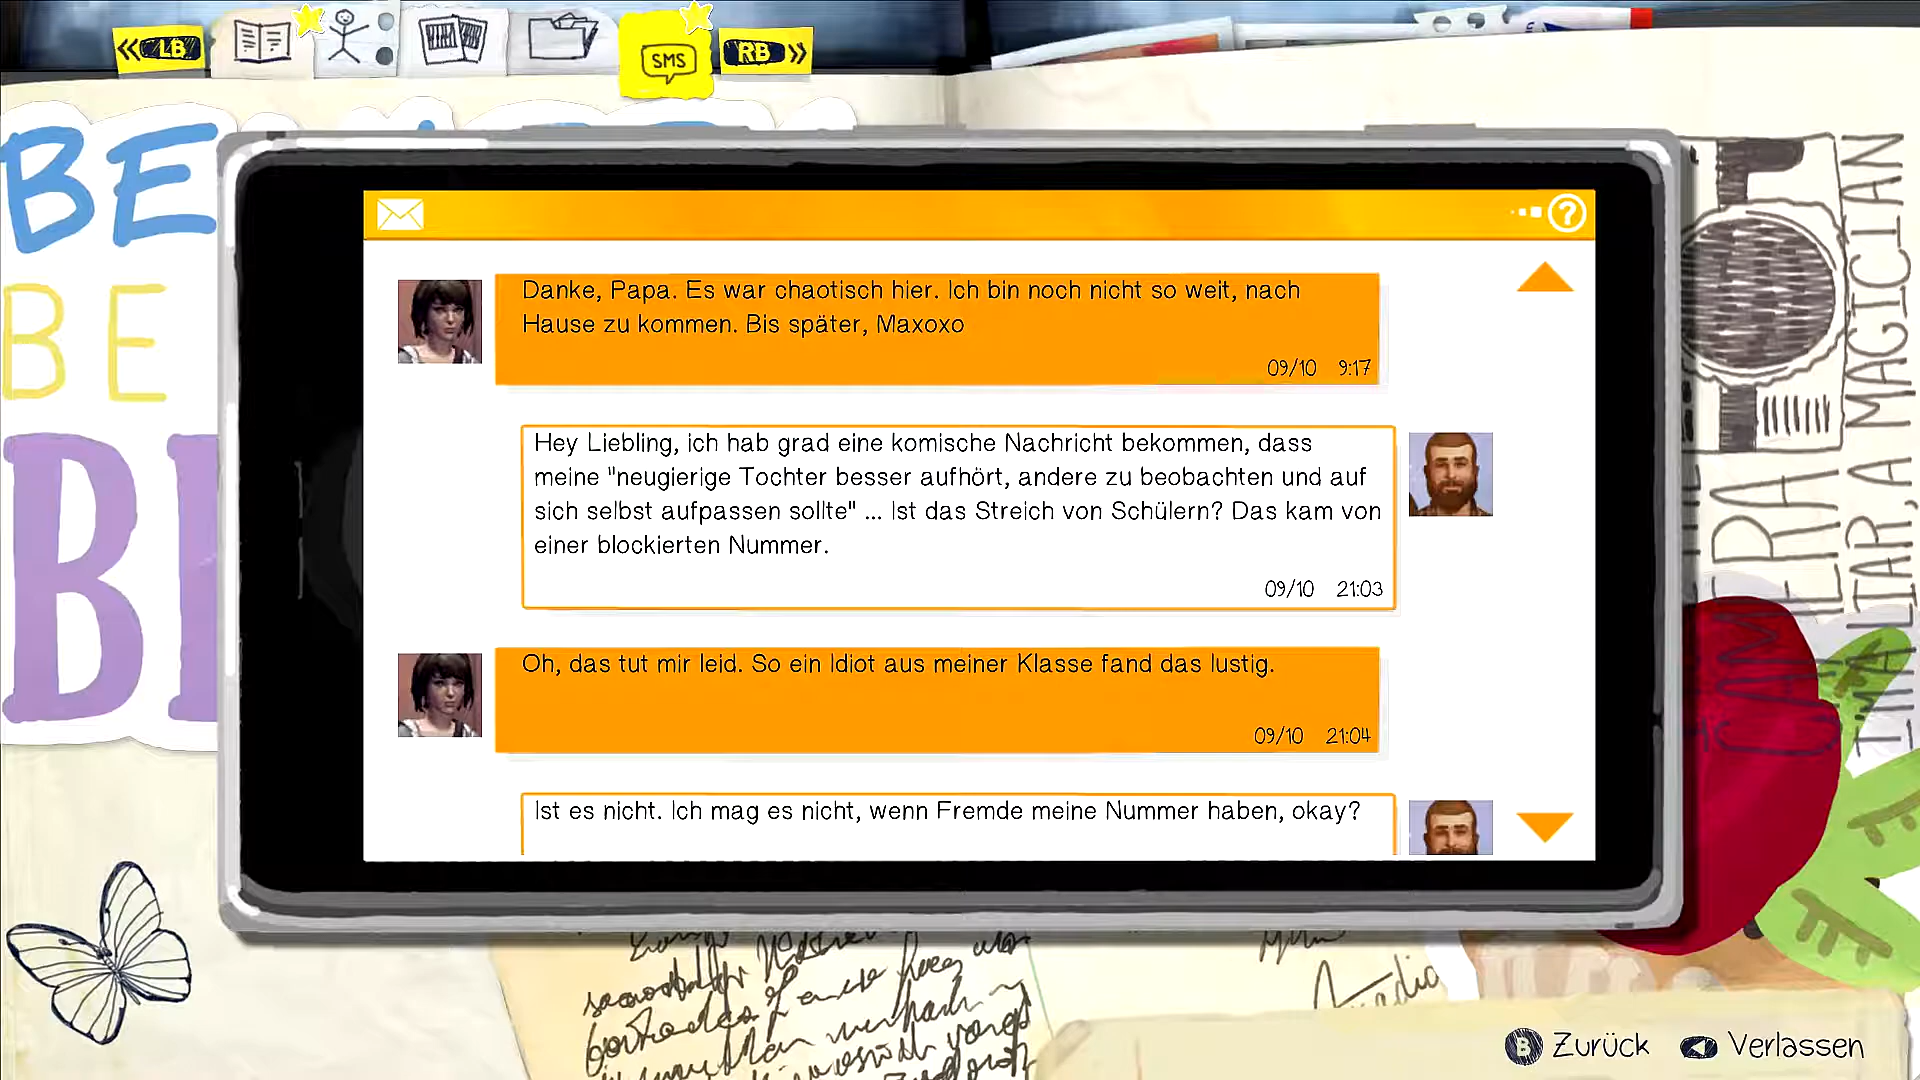 LB
SMS
RB
BE
BE
Danke, Papa. Es war chaotisch hier. Ich bin noch nicht so weit, nach
Hause zu kommen. Bis später, Maxoxo
09/10 9:17
Hey Liebling, ich hab grad eine komische Nachricht bekommen, dass
meine "neugierige Tochter besser aufhört, andere zu beobachten und auf
sich selbst aufpassen sollte" ... Ist das Streich von Schülern? Das kam von
einer blockierten Nummer.
09/10 21:03
Oh, das tut mir leid. So ein Idiot aus meiner Klasse fand das lustig.
09/10 21:04
Ist es nicht. Ich mag es nicht, wenn Fremde meine Nummer haben, okay?
CAMERA
I'M A LIAR, A MAGICIAN
B Zurück
Verlassen